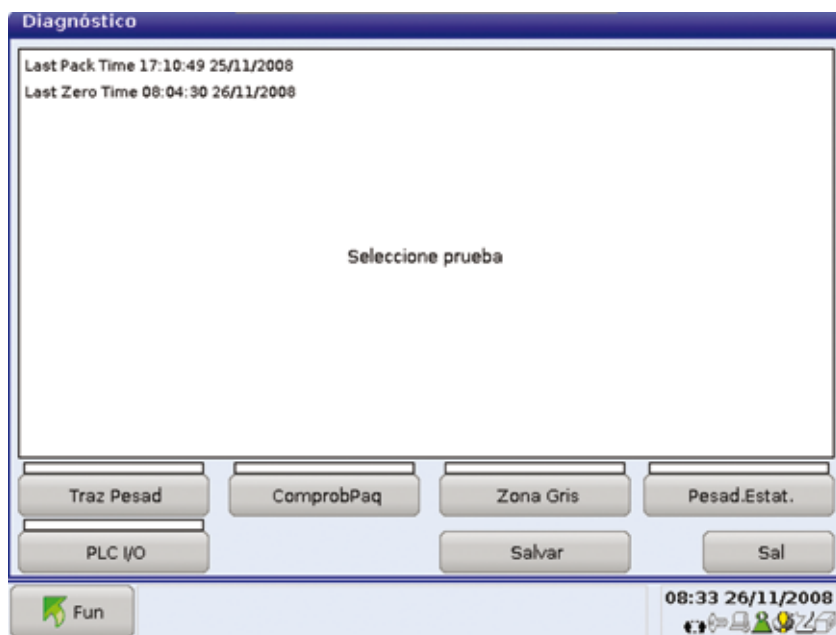 Diagnóstico
Last Pack Time 17:10:49 25/11/2008
Last Zero Time 08:04:30 26/11/2008
Seleccione prueba
Traz Pesad
ComprobPaq
Zona Gris
Pesad.Estat.
PLC I/O
Salvar
Sal
Fun
08:33 26/11/2008